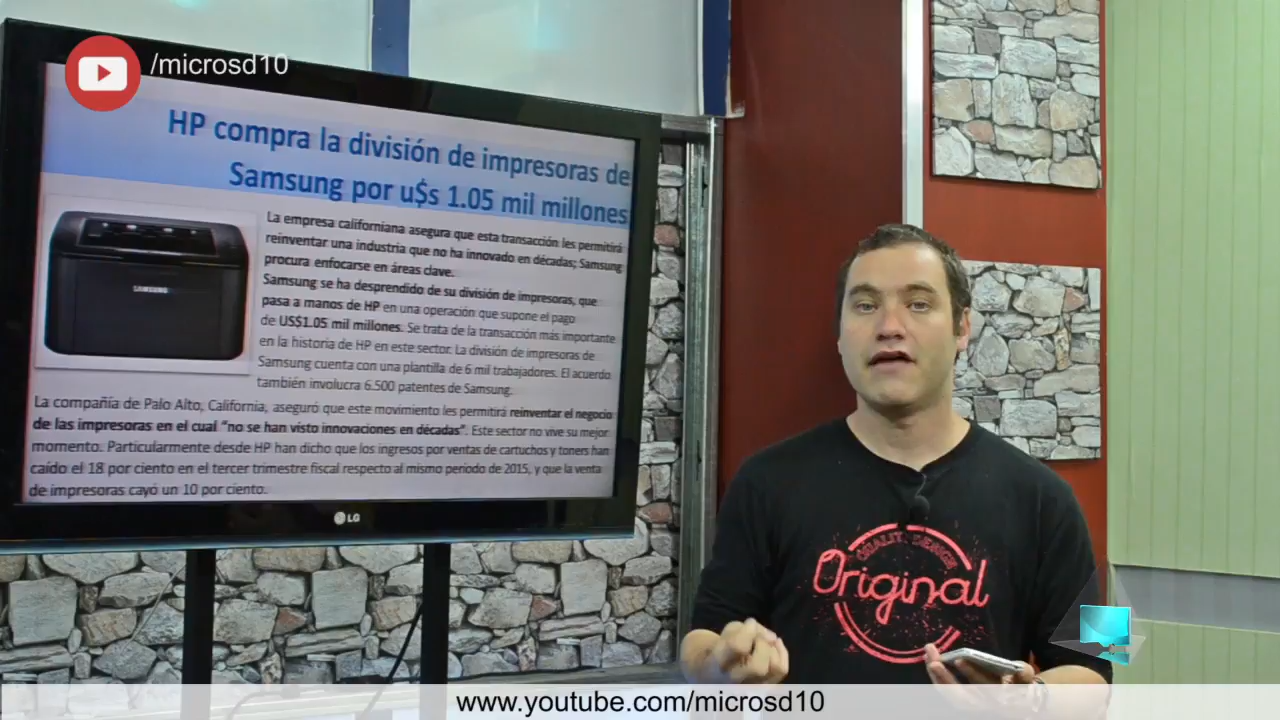 /microsd10
HP compra la división de impresoras de
Samsung por u$s 1.05 mil millones
La empresa californiana asegura que esta transacción les permitirá
reinventar una industria que no ha innovado en décadas; Samsung
procura enfocarse en áreas clave.
Samsung se ha desprendido de su división de impresoras, que
pasa a manos de HP en una operación que supone el pago
de US$1.05 mil millones. Se trata de la transacción más importante
en la historia de HP en este sector. La división de impresoras de
Samsung cuenta con una plantilla de 6 mil trabajadores. El acuerdo
también involucra 6.500 patentes de Samsung.
SAMSUNG
La compañía de Palo Alto, California, aseguró que este movimiento les permitirá reinventar el negocio
de las impresoras en el cual "no se han visto innovaciones en décadas". Este sector no vive su mejor
momento. Particularmente desde HP han dicho que los ingresos por ventas de cartuchos y toners han
caído el 18 por ciento en el tercer trimestre fiscal respecto al mismo periodo de 2015, y que la venta
de impresoras cayó un 10 por ciento.
LG
QUALIT DESIGN
Original
www.youtube.com/microsd10